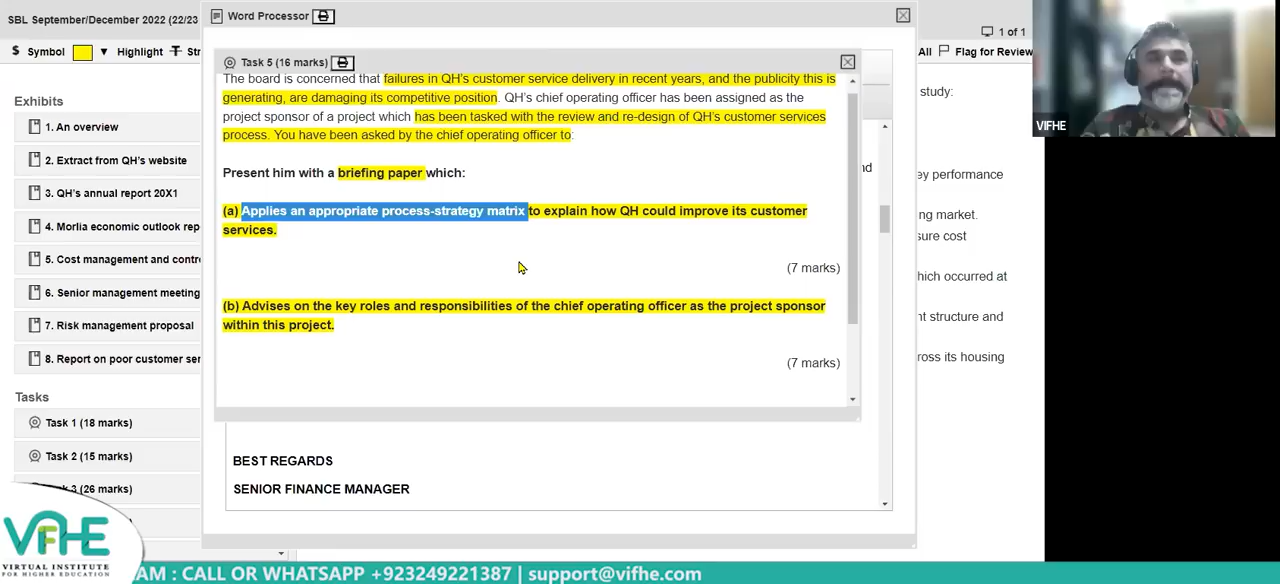 SBL September/December 2022 (22/23
Word Processor
1 of 1
Symbol
Highlight
All
Flag for Review
Task 5 (16 marks)
The board is concerned that failures in QH's customer service delivery in recent years, and the publicity this is
generating, are damaging its competitive position. QH's chief operating officer has been assigned as the
project sponsor of a project which has been tasked with the review and re-design of QH's customer services
process. You have been asked by the chief operating officer to:
Present him with a briefing paper which:
(a) Applies an appropriate process-strategy matrix to explain how QH could improve its customer
services.
(7 marks)
(b) Advises on the key roles and responsibilities of the chief operating officer as the project sponsor
within this project.
(7 marks)
BEST REGARDS
SENIOR FINANCE MANAGER
Exhibits
1. An overview
2. Extract from QH's website
3. QH's annual report 20X1
4. Morlia economic outlook rep
5. Cost management and contr
6. Senior management meeting
7. Risk management proposal
8. Report on poor customer ser
Tasks
Task 1 (18 marks)
Task 2 (15 marks)
3 (26 marks)
study:
ey performance
ng market.
sure cost
hich occurred at
nt structure and
ross its housing
VIFHE
VIFHE
VIRTUAL INSTITUTE
FOR HIGHER EDUCATION
AM : CALL OR WHATSAPP +923249221387 | support@vifhe.com